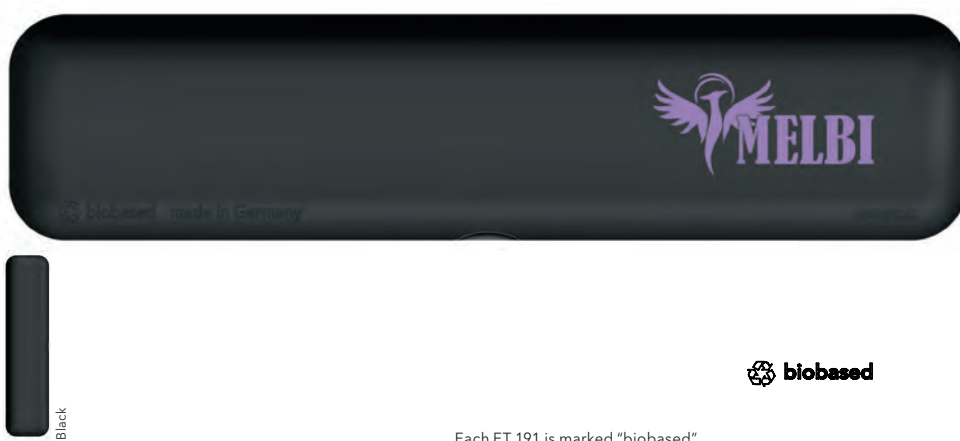 MELBI
biobased made in Germany
Black
biobased
Each ET 191 is marked "biobased"